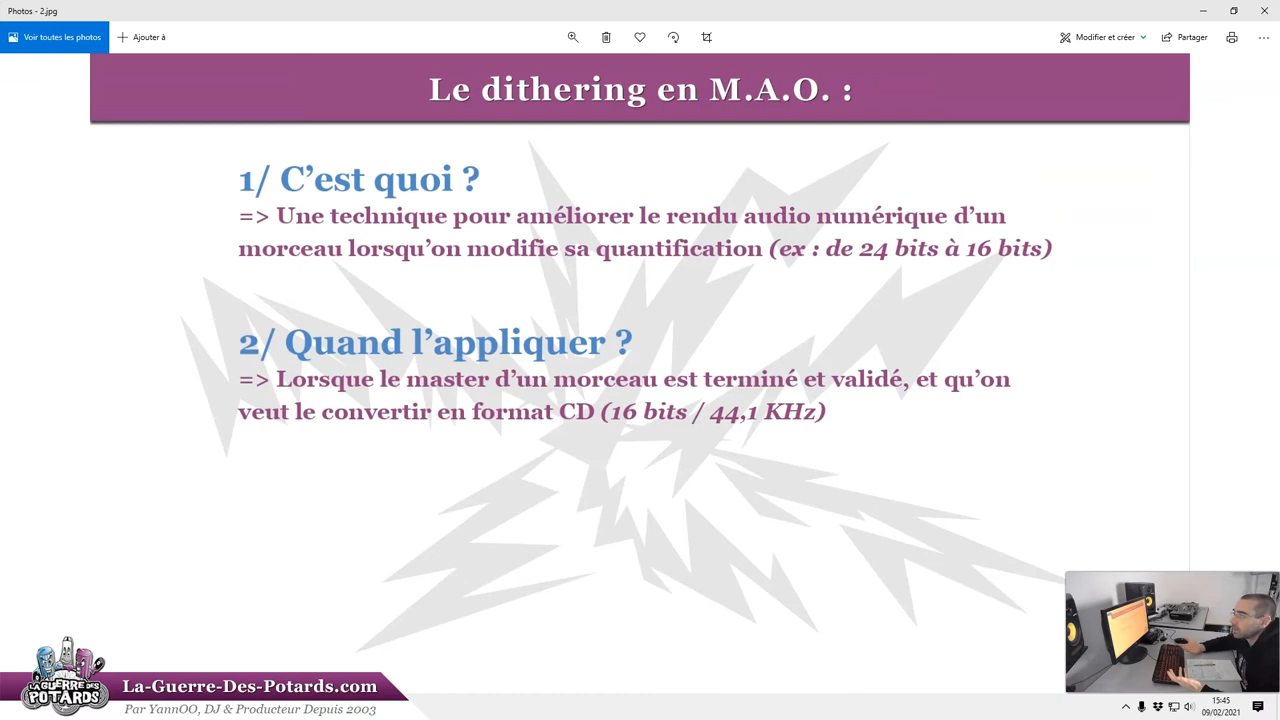 Photos - 2.jpg
Voir toutes les photos
Ajouter à
Modifier et créer
Partager
Le dithering en M.A.O. :
1/ C’est quoi ?
=> Une technique pour améliorer le rendu audio numérique d’un
morceau lorsqu’on modifie sa quantification (ex : de 24 bits à 16 bits)
2/ Quand l’appliquer ?
=> Lorsque le master d’un morceau est terminé et validé, et qu’on
veut le convertir en format CD (16 bits / 44,1 KHz)
LA GUERRE DES
POTARDS
La-Guerre-Des-Potards.com
Par YannOO, DJ & Producteur Depuis 2003
15:45
09/02/2021